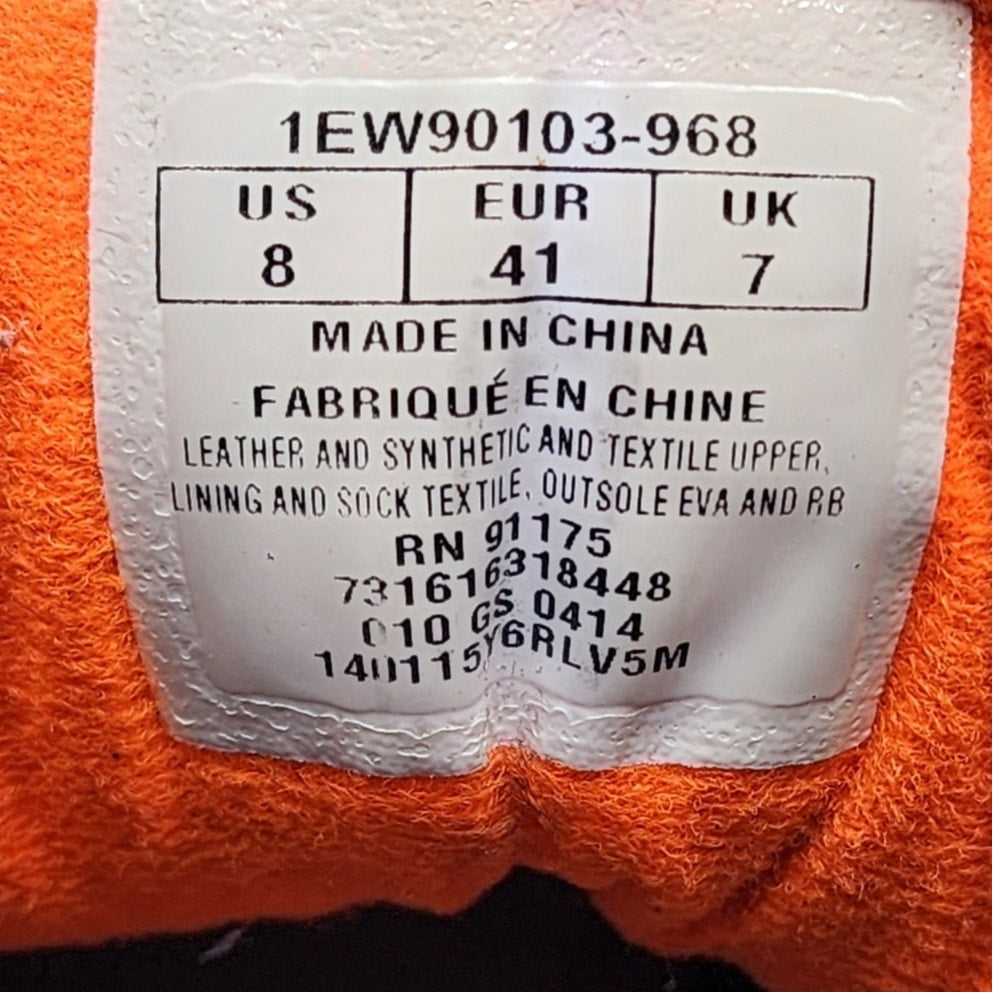 1EW90103-968
US EUR UK
8 41 7
MADE IN CHINA
FABRIQUÉ EN CHINE
LEATHER AND SYNTHETIC AND TEXTILE UPPER,
LINING AND SOCK TEXTILE, OUTSOLE EVA AND RB
RN 91175
731616318448
010 GS 0414
140115Y6RLV5M